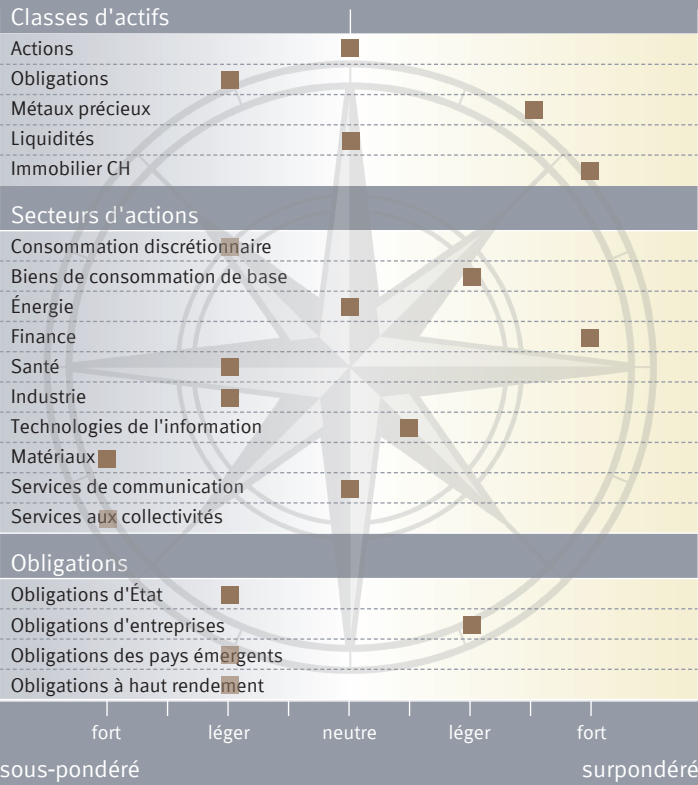 Classes d'actifs
Actions
Obligations
Métaux précieux
Liquidités
Immobilier CH
Secteurs d'actions
Consommation discrétionnaire
Biens de consommation de base
Énergie
Finance
Santé
Industrie
Technologies de l'information
Matériaux
Services de communication
Services aux collectivités
Obligations
Obligations d'État
Obligations d'entreprises
Obligations des pays émergents
Obligations à haut rendement
fort léger neutre léger fort
sous-pondéré surpondéré